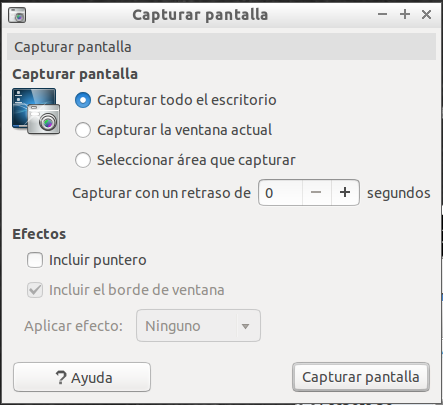 Capturar pantalla
Capturar pantalla
Capturar pantalla
Capturar todo el escritorio
Capturar la ventana actual
Seleccionar área que capturar
Capturar con un retraso de 0 − + segundos
Efectos
Incluir puntero
Incluir el borde de ventana
Aplicar efecto: Ninguno
? Ayuda Capturar pantalla